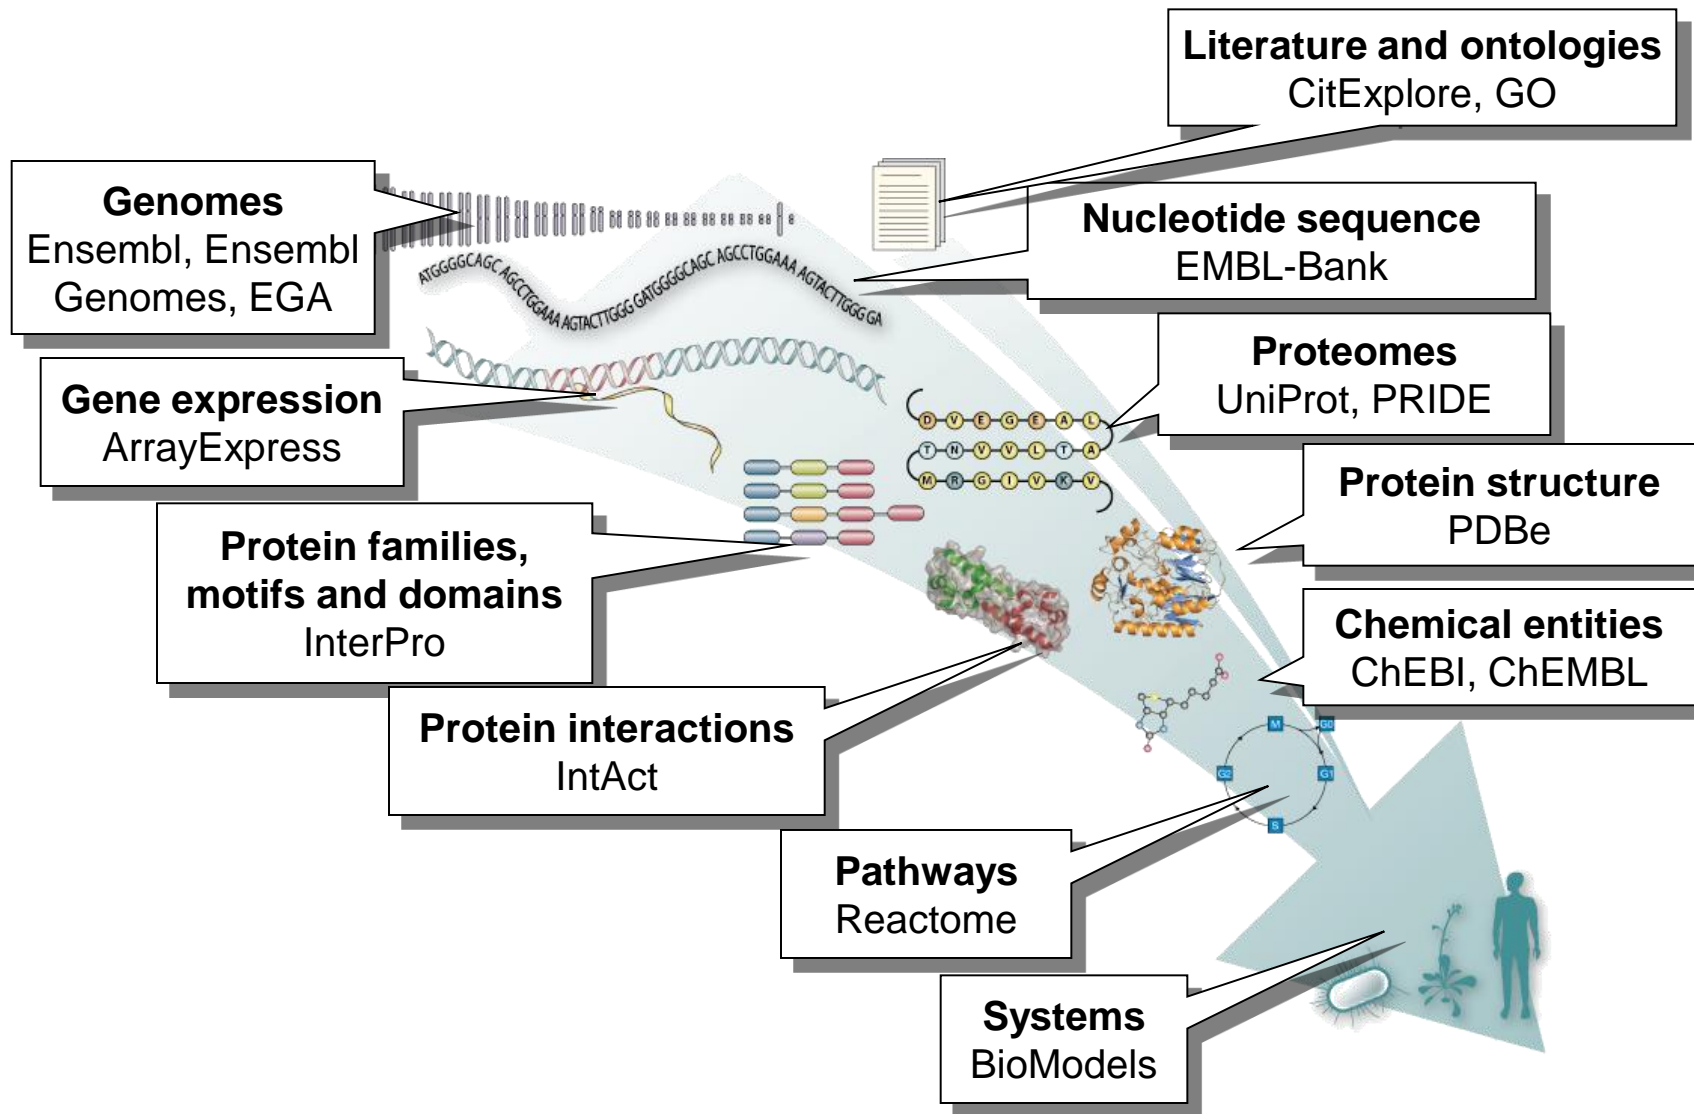 Literature and ontologies
CitExplore, GO
Genomes
Ensembl, Ensembl
Genomes, EGA
Nucleotide sequence
EMBL-Bank
ATGGGGCAGC AGCCTGGAAA AGTACTTGGG GATGGGGCAGC AGCCTGGAAA AGTACTTGGG GA
Proteomes
UniProt, PRIDE
Gene expression
ArrayExpress
D V E G E A L
T N V V L T A
M R G I V K V
Protein structure
PDBe
Protein families,
motifs and domains
InterPro
Chemical entities
ChEBI, ChEMBL
Protein interactions
IntAct
M G0
G2 G1
S
Pathways
Reactome
Systems
BioModels